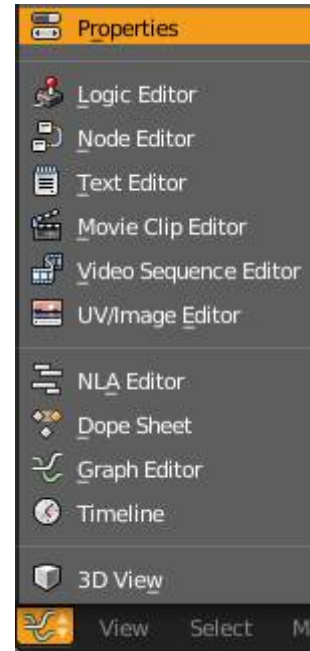 Properties
Logic Editor
Node Editor
Text Editor
Movie Clip Editor
Video Sequence Editor
UV/Image Editor
NLA Editor
Dope Sheet
Graph Editor
Timeline
3D View
View Select M